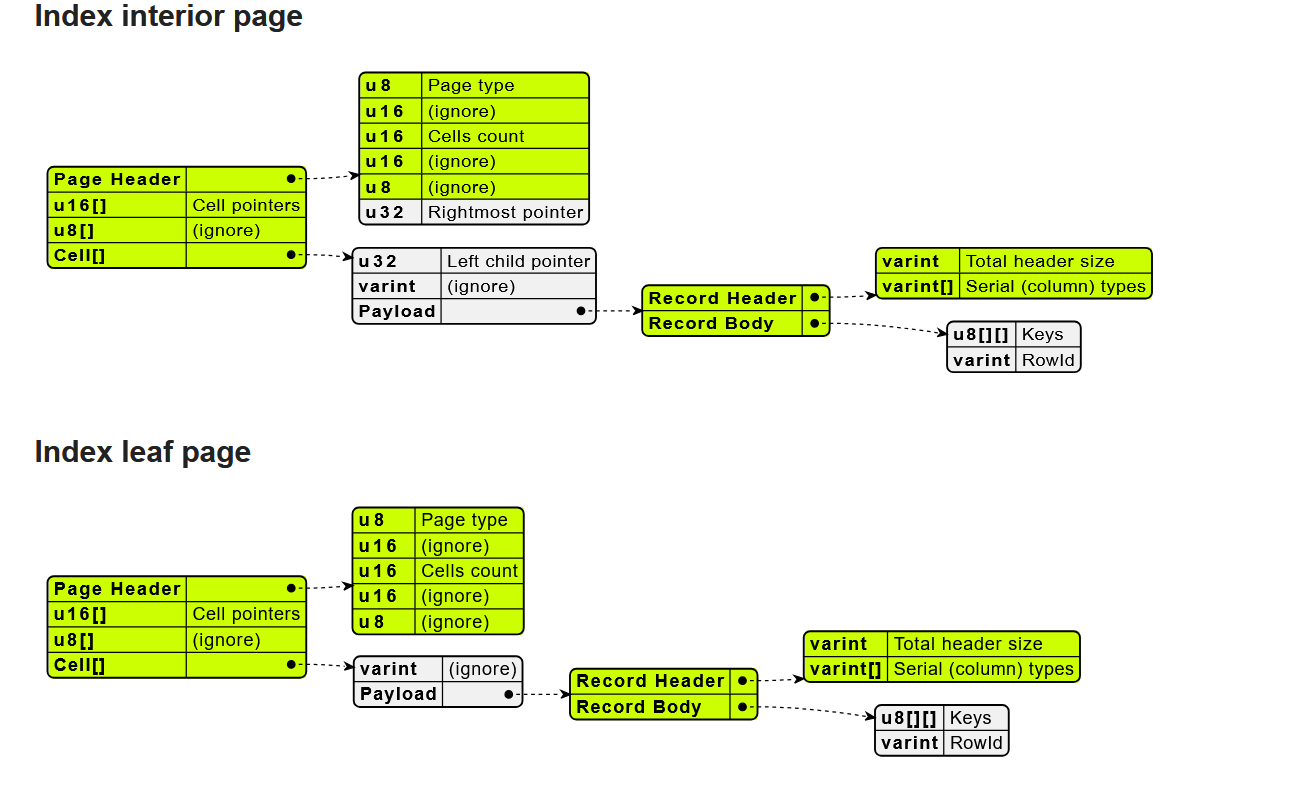 Index interior page
u8 Page type
u16 (ignore)
u16 Cells count
u16 (ignore)
u8 (ignore)
u32 Rightmost pointer
Page Header
u16[] Cell pointers
u8[] (ignore)
Cell[]
u32 Left child pointer
varint (ignore)
Payload
Record Header
Record Body
varint Total header size
varint[] Serial (column) types
u8[][] Keys
varint RowId
Index leaf page
u8 Page type
u16 (ignore)
u16 Cells count
u16 (ignore)
u8 (ignore)
Page Header
u16[] Cell pointers
u8[] (ignore)
Cell[]
varint (ignore)
Payload
Record Header
Record Body
varint Total header size
varint[] Serial (column) types
u8[][] Keys
varint RowId